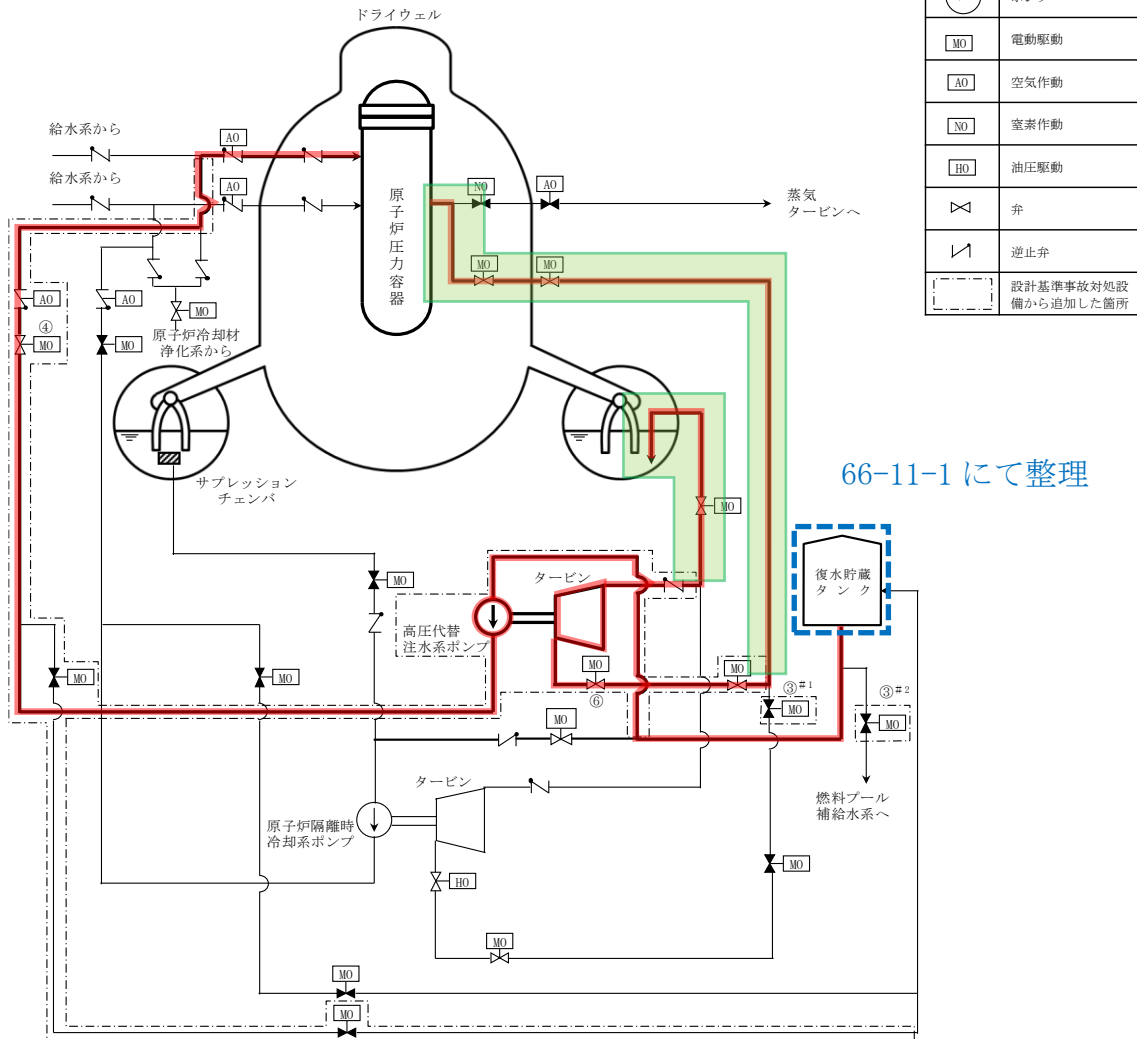 ドライウェル
MO
電動駆動
AO
空気作動
NO
窒素作動
HO
油圧駆動
弁
逆止弁
設計基準事故対処設
備から追加した箇所
給水系から
AO
給水系から
AO
原子炉圧力容器
NO
AO
蒸気
タービンへ
MO
MO
AO
④
MO
AO
MO
MO
原子炉冷却材
浄化系から
サプレッション
チェンバ
66-11-1 にて整理
MO
復水貯蔵
タンク
MO
タービン
高圧代替
注水系ポンプ
MO
⑥
MO
③#1
MO
③#2
MO
MO
MO
MO
燃料プール
補給水系へ
タービン
原子炉隔離時
冷却系ポンプ
HO
MO
MO
MO
MO